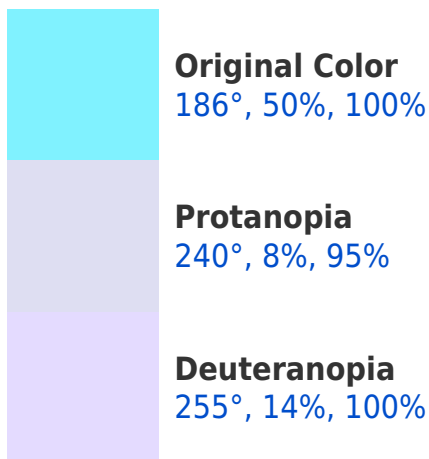 Original Color
186°, 50%, 100%
Protanopia
240°, 8%, 95%
Deuteranopia
255°, 14%, 100%